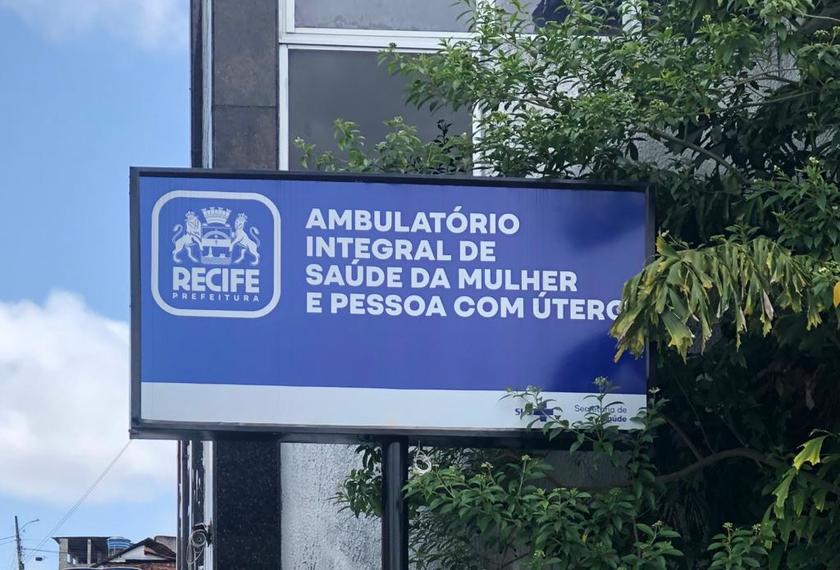 RECIFE
PREFEITURA
AMBULATÓRIO
INTEGRAL DE
SAÚDE DA MULHER
E PESSOA COM ÚTERO
Secretaria de
Saúde